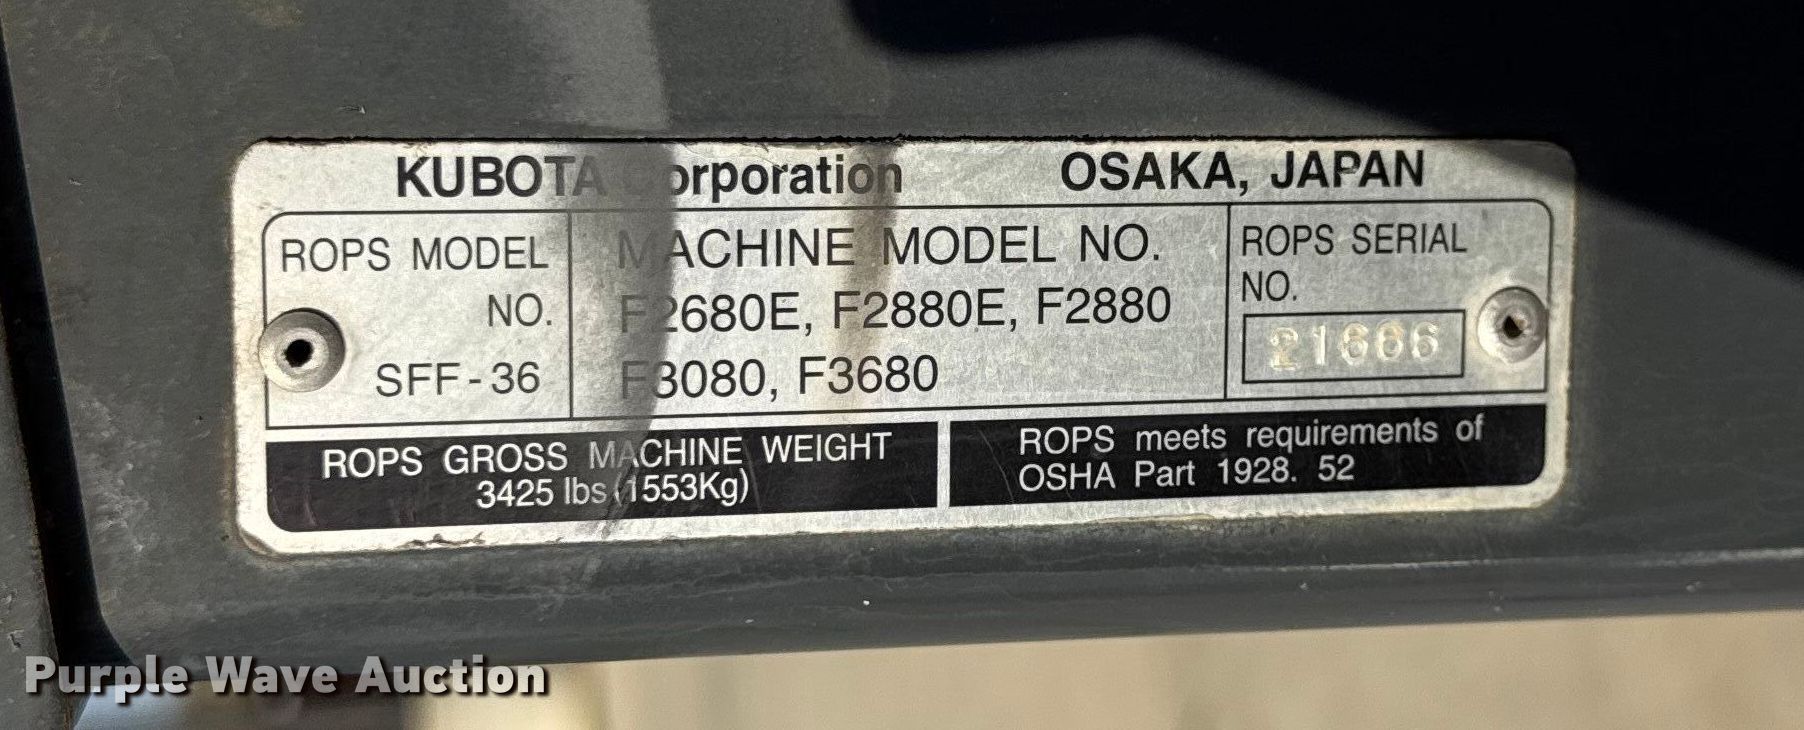 KUBOTA Corporation OSAKA, JAPAN
ROPS MODEL NO.
SFF-36
MACHINE MODEL NO.
F2680E, F2880E, F2880
F3080, F3680
ROPS SERIAL
NO.
21666
ROPS GROSS MACHINE WEIGHT
3425 lbs (1553Kg)
ROPS meets requirements of
OSHA Part 1928. 52
Purple Wave Auction